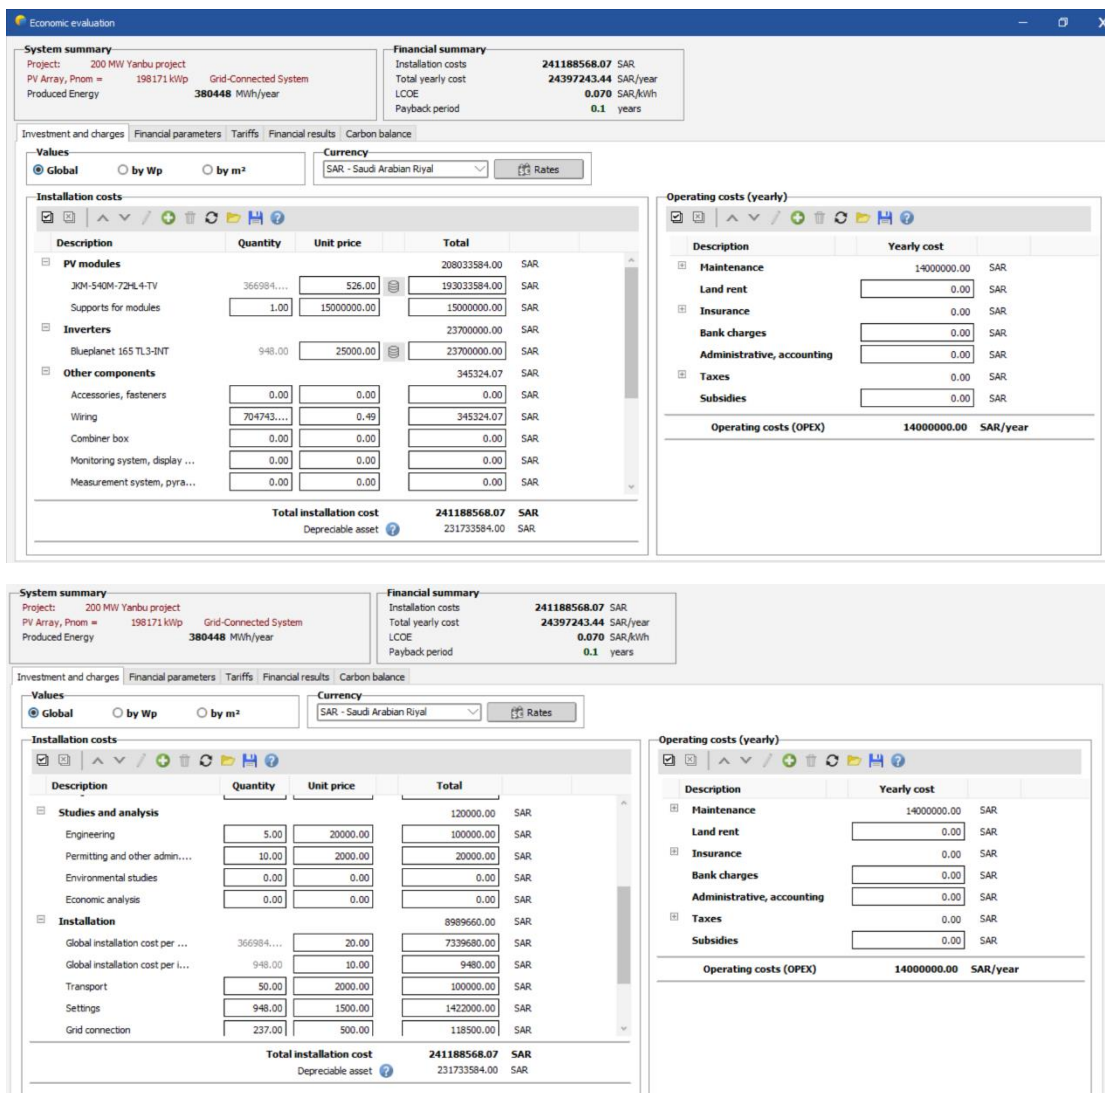 Economic evaluation
System summary
Project: 200 MW Yanbu project
PV Array, Pnom = 198171 kWp Grid-Connected System
Produced Energy 380448 MWh/year
Financial summary
Installation costs 241188568.07 SAR
Total yearly cost 24397243.44 SAR/year
LCOE 0.070 SAR/kWh
Payback period 0.1 years
Investment and charges Financial parameters Tariffs Financial results Carbon balance
Values
Global by Wp by m²
Currency
SAR - Saudi Arabian Riyal Rates
Installation costs
Description Quantity Unit price Total
PV modules 208033584.00 SAR
JKM-540M-72HL4-TV 366984.... 526.00 193033584.00 SAR
Supports for modules 1.00 15000000.00 15000000.00 SAR
Inverters 23700000.00 SAR
Blueplanet 165 TL3-INT 948.00 25000.00 23700000.00 SAR
Other components 345324.07 SAR
Accessories, fasteners 0.00 0.00 0.00 SAR
Wiring 704743.... 0.49 345324.07 SAR
Combiner box 0.00 0.00 0.00 SAR
Monitoring system, display ... 0.00 0.00 0.00 SAR
Measurement system, pyra... 0.00 0.00 0.00 SAR
Total installation cost 241188568.07 SAR
Depreciable asset 231733584.00 SAR
Operating costs (yearly)
Description Yearly cost
Maintenance 14000000.00 SAR
Land rent 0.00 SAR
Insurance 0.00 SAR
Bank charges 0.00 SAR
Administrative, accounting 0.00 SAR
Taxes 0.00 SAR
Subsidies 0.00 SAR
Operating costs (OPEX) 14000000.00 SAR/year
System summary
Project: 200 MW Yanbu project
PV Array, Pnom = 198171 kWp Grid-Connected System
Produced Energy 380448 MWh/year
Financial summary
Installation costs 241188568.07 SAR
Total yearly cost 24397243.44 SAR/year
LCOE 0.070 SAR/kWh
Payback period 0.1 years
Investment and charges Financial parameters Tariffs Financial results Carbon balance
Values
Global by Wp by m²
Currency
SAR - Saudi Arabian Riyal Rates
Installation costs
Description Quantity Unit price Total
Studies and analysis 120000.00 SAR
Engineering 5.00 20000.00 100000.00 SAR
Permitting and other admin.... 10.00 2000.00 20000.00 SAR
Environmental studies 0.00 0.00 0.00 SAR
Economic analysis 0.00 0.00 0.00 SAR
Installation 8989660.00 SAR
Global installation cost per ... 366984.... 20.00 7339680.00 SAR
Global installation cost per i... 948.00 10.00 9480.00 SAR
Transport 50.00 2000.00 100000.00 SAR
Settings 948.00 1500.00 1422000.00 SAR
Grid connection 237.00 500.00 118500.00 SAR
Total installation cost 241188568.07 SAR
Depreciable asset 231733584.00 SAR
Operating costs (yearly)
Description Yearly cost
Maintenance 14000000.00 SAR
Land rent 0.00 SAR
Insurance 0.00 SAR
Bank charges 0.00 SAR
Administrative, accounting 0.00 SAR
Taxes 0.00 SAR
Subsidies 0.00 SAR
Operating costs (OPEX) 14000000.00 SAR/year